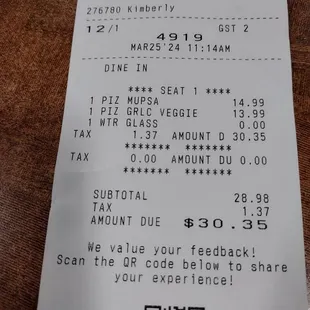 276780 Kimberly
12/1 GST 2
4919
MAR25'24 11:14AM
DINE IN
**** SEAT 1 ****
1 PIZ MUPSA 14.99
1 PIZ GRLC VEGGIE 13.99
1 WTR GLASS 0.00
TAX 1.37 AMOUNT D 30.35
******* *******
TAX 0.00 AMOUNT DU 0.00
******* *******
SUBTOTAL 28.98
TAX 1.37
AMOUNT DUE $30.35
We value your feedback!
Scan the QR code below to share
your experience!